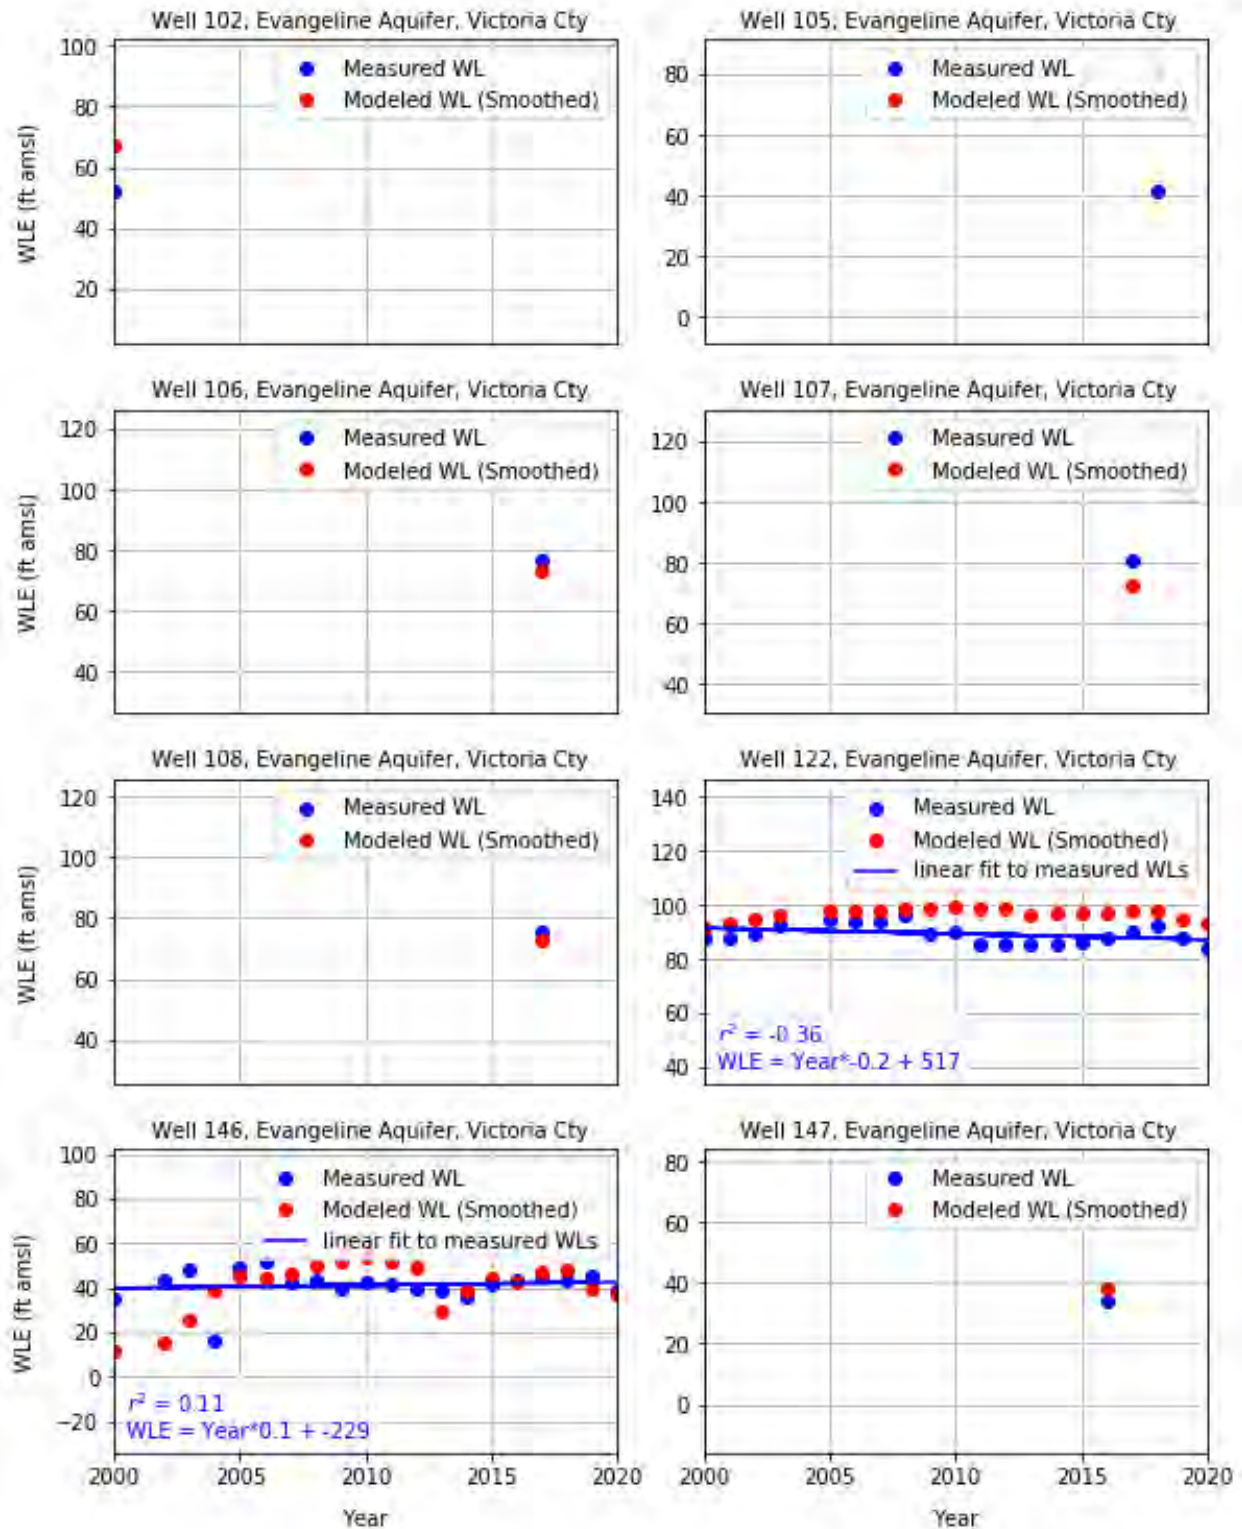 Well 102, Evangeline Aquifer, Victoria Cty
100
80
60
40
20
WLE (ft amsl)
Measured WL
Modeled WL (Smoothed)
Well 105, Evangeline Aquifer, Victoria Cty
80
60
40
20
0
Measured WL
Modeled WL (Smoothed)
Well 106, Evangeline Aquifer, Victoria Cty
120
100
80
60
40
WLE (ft amsl)
Measured WL
Modeled WL (Smoothed)
Well 107, Evangeline Aquifer, Victoria Cty
120
100
80
60
40
Measured WL
Modeled WL (Smoothed)
Well 108, Evangeline Aquifer, Victoria Cty
120
100
80
60
40
WLE (ft amsl)
Measured WL
Modeled WL (Smoothed)
Well 122, Evangeline Aquifer, Victoria Cty
140
120
100
80
60
40
Measured WL
Modeled WL (Smoothed)
linear fit to measured WLs
r² = -0.36
WLE = Year*-0.2 + 517
Well 146, Evangeline Aquifer, Victoria Cty
100
80
60
40
20
0
−20
WLE (ft amsl)
Measured WL
Modeled WL (Smoothed)
linear fit to measured WLs
r² = 0.11
WLE = Year*0.1 + -229
2000 2005 2010 2015 2020
Year
Well 147, Evangeline Aquifer, Victoria Cty
80
60
40
20
0
Measured WL
Modeled WL (Smoothed)
2000 2005 2010 2015 2020
Year